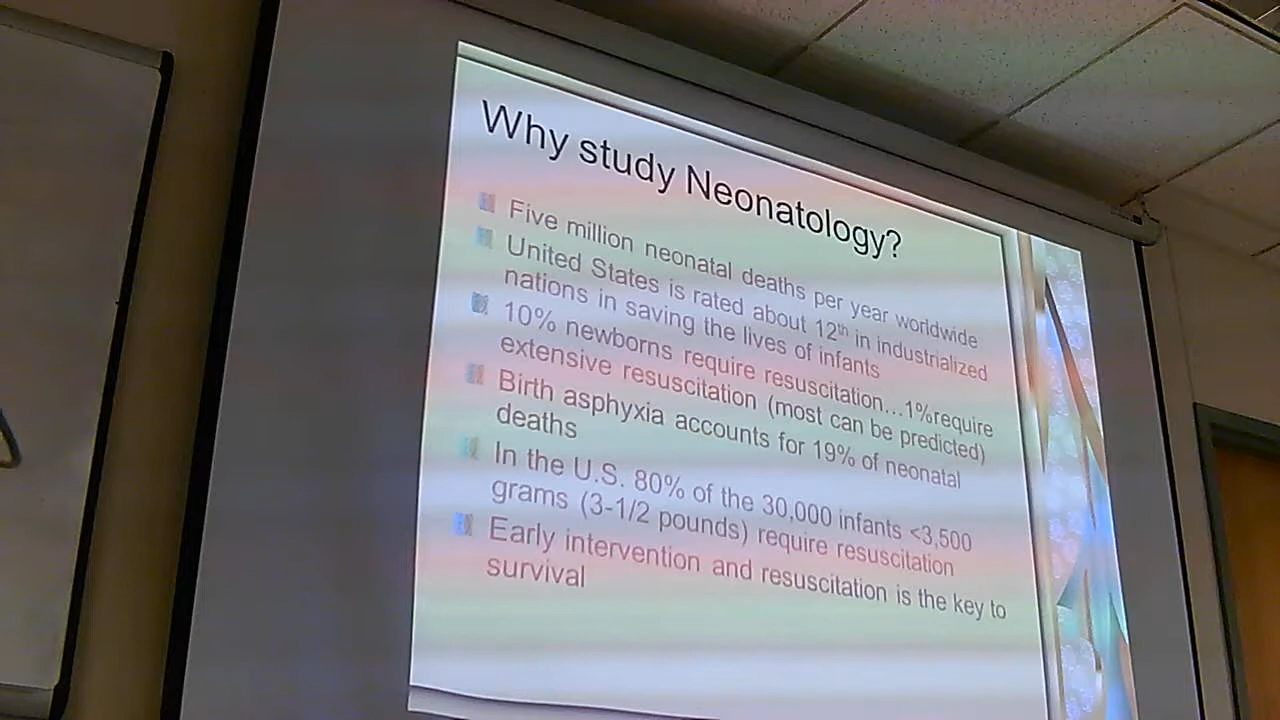 Why study Neonatology?
Five million neonatal deaths per year worldwide
United States is rated about 12th in industrialized
nations in saving the lives of infants
10% newborns require resuscitation...1%require
extensive resuscitation (most can be predicted)
Birth asphyxia accounts for 19% of neonatal
deaths
In the U.S. 80% of the 30,000 infants <3,500
grams (3-1/2 pounds) require resuscitation
Early intervention and resuscitation is the key to
survival